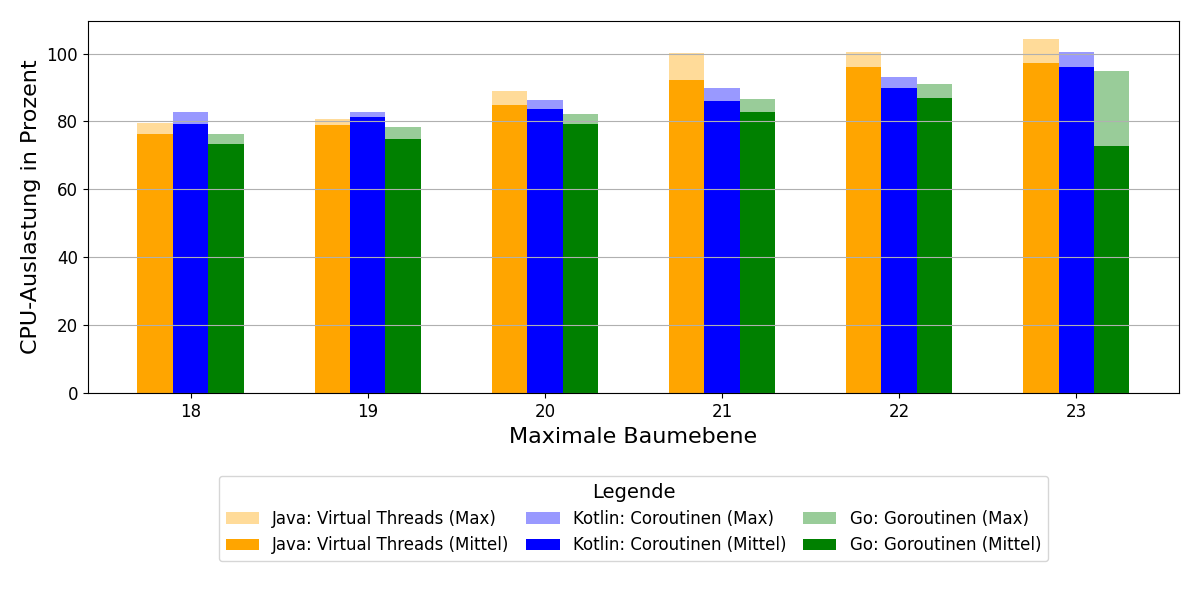 CPU-Auslastung in Prozent
100
80
60
40
20
0
18 19 20 21 22 23
Maximale Baumebene
Legende
Java: Virtual Threads (Max) Kotlin: Coroutinen (Max) Go: Goroutinen (Max)
Java: Virtual Threads (Mittel) Kotlin: Coroutinen (Mittel) Go: Goroutinen (Mittel)